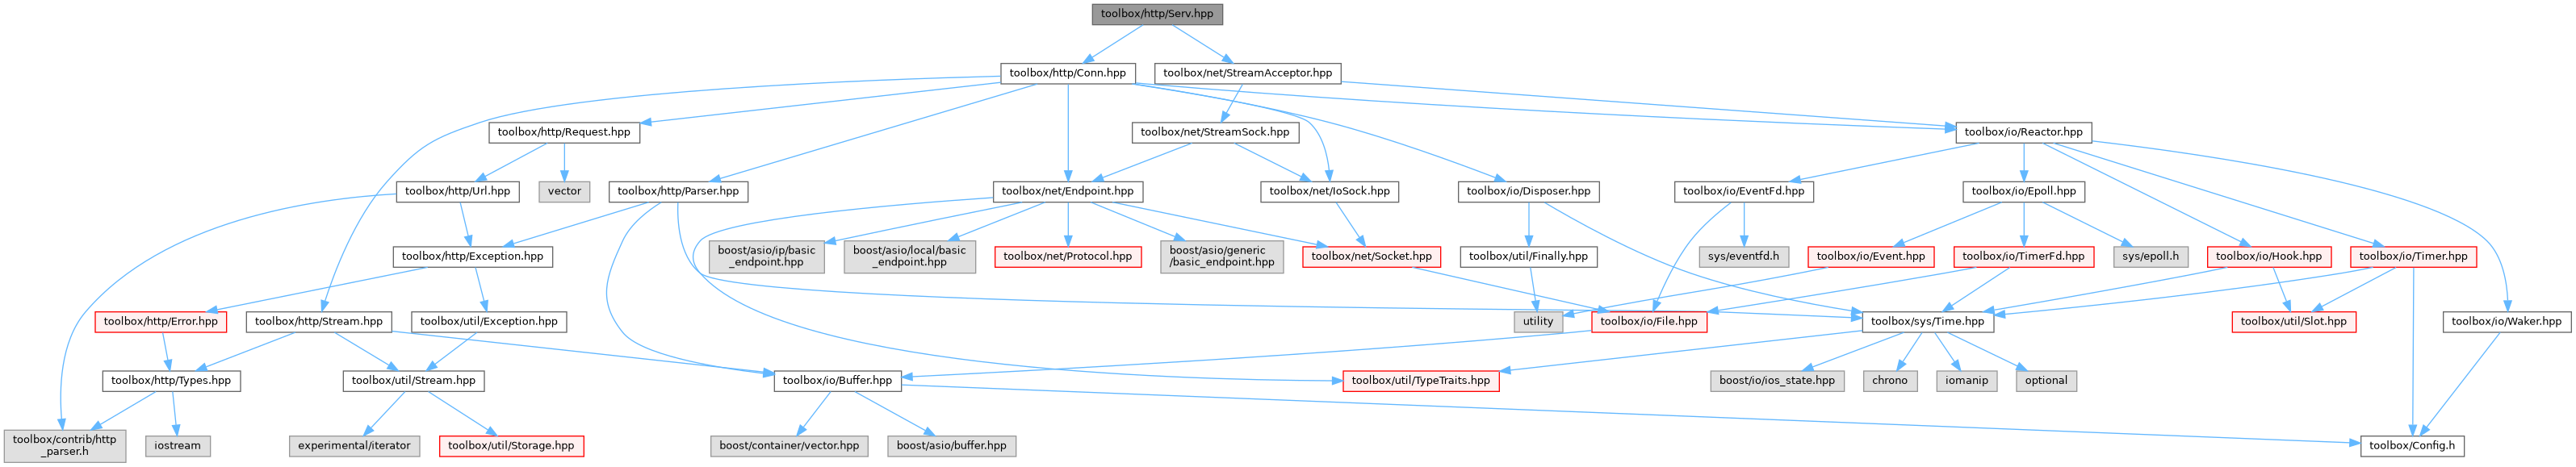 toolbox/http/Serv.hpp
toolbox/http/Conn.hpp
toolbox/net/StreamAcceptor.hpp
toolbox/http/Request.hpp
toolbox/net/StreamSock.hpp
toolbox/io/Reactor.hpp
toolbox/http/Url.hpp
vector
toolbox/http/Parser.hpp
toolbox/net/Endpoint.hpp
toolbox/net/IoSock.hpp
toolbox/io/Disposer.hpp
toolbox/io/EventFd.hpp
toolbox/io/Epoll.hpp
toolbox/http/Exception.hpp
boost/asio/ip/basic
_endpoint.hpp
boost/asio/local/basic
_endpoint.hpp
toolbox/net/Protocol.hpp
boost/asio/generic
/basic_endpoint.hpp
toolbox/net/Socket.hpp
toolbox/util/Finally.hpp
sys/eventfd.h
toolbox/io/Event.hpp
toolbox/io/TimerFd.hpp
sys/epoll.h
toolbox/io/Hook.hpp
toolbox/io/Timer.hpp
toolbox/http/Error.hpp
toolbox/http/Stream.hpp
toolbox/util/Exception.hpp
utility
toolbox/io/File.hpp
toolbox/sys/Time.hpp
toolbox/util/Slot.hpp
toolbox/io/Waker.hpp
toolbox/http/Types.hpp
toolbox/util/Stream.hpp
toolbox/io/Buffer.hpp
toolbox/util/TypeTraits.hpp
boost/io/ios_state.hpp
chrono
iomanip
optional
toolbox/contrib/http
_parser.h
iostream
experimental/iterator
toolbox/util/Storage.hpp
boost/container/vector.hpp
boost/asio/buffer.hpp
toolbox/Config.h